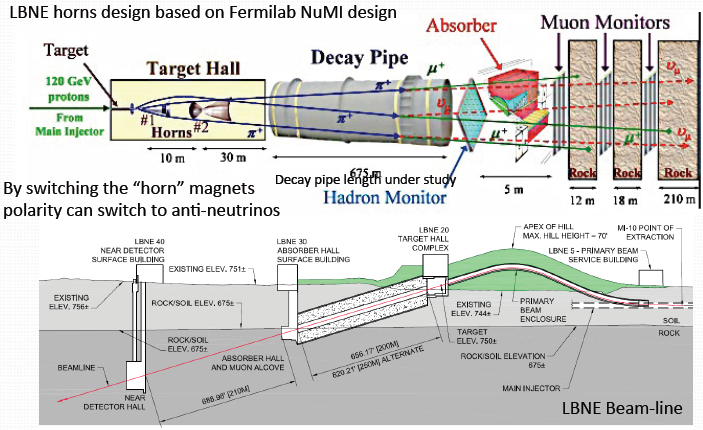 LBNE horns design based on Fermilab NuMI design
Target
120 GeV
protons
From
Main Injector
Target Hall
#1
Horns
#2
π+
10 m
30 m
Decay Pipe
π+
π+
π+
μ+
υμ
μ+
675 m
Decay pipe length under study
Absorber
Hadron Monitor
5 m
Muon Monitors
υμ
υμ
μ+
υμ
Rock
Rock
Rock
12 m
18 m
210 m
By switching the “horn” magnets
polarity can switch to anti-neutrinos
LBNE 40
NEAR DETECTOR
SURFACE BUILDING
EXISTING ELEV. 751±
EXISTING
ELEV. 756±
ROCK/SOIL ELEV. 675±
ROCK/SOIL
ELEV. 675±
BEAMLINE
NEAR
DETECTOR HALL
688.98' [210M]
LBNE 30
ABSORBER HALL
SURFACE BUILDING
ABSORBER HALL
AND MUON ALCOVE
656.17' [200M]
820.21' [250M] ALTERNATE
LBNE 20
TARGET HALL
COMPLEX
EXISTING
ELEV. 744±
TARGET
ELEV. 750±
ROCK/SOIL ELEVATION
675±
APEX OF HILL
MAX. HILL HEIGHT ~70'
PRIMARY
BEAM
ENCLOSURE
MAIN INJECTOR
MI-10 POINT OF
EXTRACTION
LBNE 5 - PRIMARY BEAM
SERVICE BUILDING
SOIL
ROCK
LBNE Beam-line